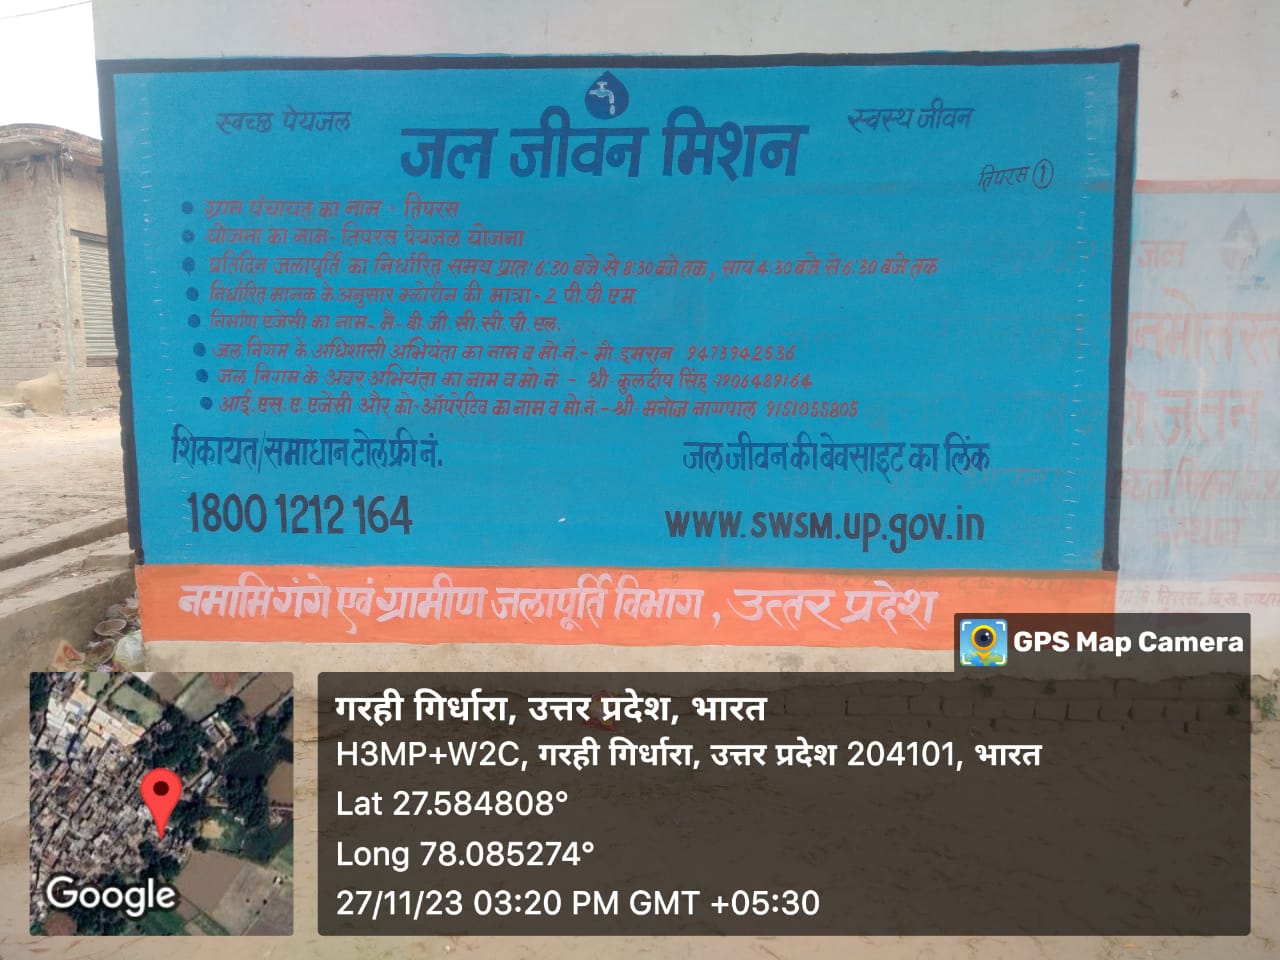 स्वच्छ पेयजल
स्वस्थ जीवन
जल जीवन मिशन
तिपरस 1
ग्राम पंचायत का नाम - तिपरस
योजना का नाम- तिपरस पेयजल योजना
प्रतिदिन जलापूर्ति का निर्धारित समय प्रातः 6:30 बजे से 8:30 बजे तक, सायं 4.30 बजे से 6:30 बजे तक
निर्धारित मानक के अनुसार क्लोरीन की मात्रा - 2 पी.पी.एम.
निर्माण एजेंसी का नाम- मै- बी.जी.सी.सी.पी.एल.
जल निगम के अधिशासी अभियंता का नाम व मो.नं.- मौ.इमरान 9473942536
जल निगम के अवर अभियंता का नाम व मो.नं. - श्री कुलदीप सिंह 7906489164
आई.एस.ए.एजेंसी और को-ऑपरेटिव का नाम व मो.नं.- श्री मनोज नागपाल 9151055805
शिकायत/समाधान टोल फ्री नं.
1800 1212 164
जल जीवन की बेवसाइट का लिंक
www.swsm.up.gov.in
नमामि गंगे एवं ग्रामीण जलापूर्ति विभाग, उत्तर प्रदेश
जल
जतन
GPS Map Camera
गरही गिर्धारा, उत्तर प्रदेश, भारत
H3MP+W2C, गरही गिर्धारा, उत्तर प्रदेश 204101, भारत
Lat 27.584808°
Long 78.085274°
27/11/23 03:20 PM GMT +05:30
Google